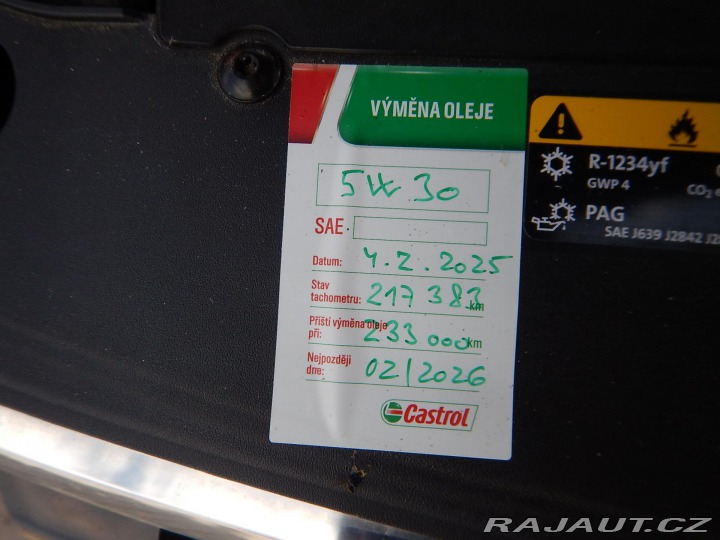 VÝMĚNA OLEJE
5W30
SAE
Datum: 4.2.2025
Stav
tachometru: 217 383 km
Příští výměna oleje
při: 233 000 km
Nejpozději
dne: 02/2026
Castrol
R-1234yf
GWP 4
CO₂
PAG
SAE J639 J2842
RAJAUT.CZ